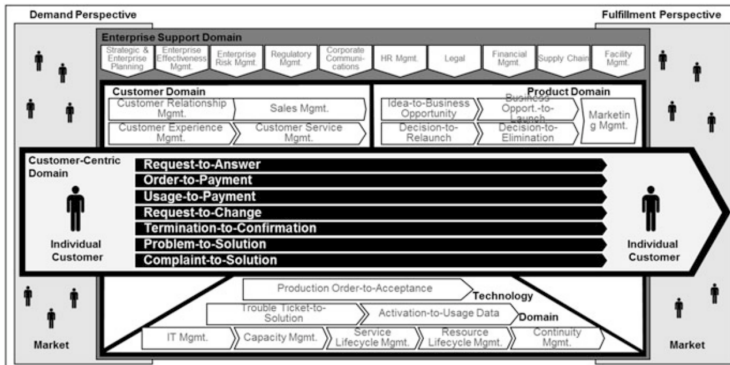 Demand Perspective
Fulfillment Perspective
Enterprise Support Domain
Strategic &
Enterprise
Planning
Enterprise
Effectiveness
Mgmt.
Enterprise
Risk Mgmt.
Regulatory
Mgmt.
Corporate
Communi-
cations
HR Mgmt.
Legal
Financial
Mgmt.
Supply Chain
Facility
Mgmt.
Customer Domain
Customer Relationship
Mgmt.
Sales Mgmt.
Customer Experience
Mgmt.
Customer Service
Mgmt.
Product Domain
Idea-to-Business
Opportunity
Business
Opport.-to-
Launch
Decision-to-
Relaunch
Decision-to-
Elimination
Marketin
g Mgmt.
Customer-Centric
Domain
Individual
Customer
Request-to-Answer
Order-to-Payment
Usage-to-Payment
Request-to-Change
Termination-to-Confirmation
Problem-to-Solution
Complaint-to-Solution
Individual
Customer
Production Order-to-Acceptance
Technology
Domain
Trouble Ticket-to-
Solution
Activation-to-Usage Data
IT Mgmt.
Capacity Mgmt.
Service
Lifecycle Mgmt.
Resource
Lifecycle Mgmt.
Continuity
Mgmt.
Market
Market